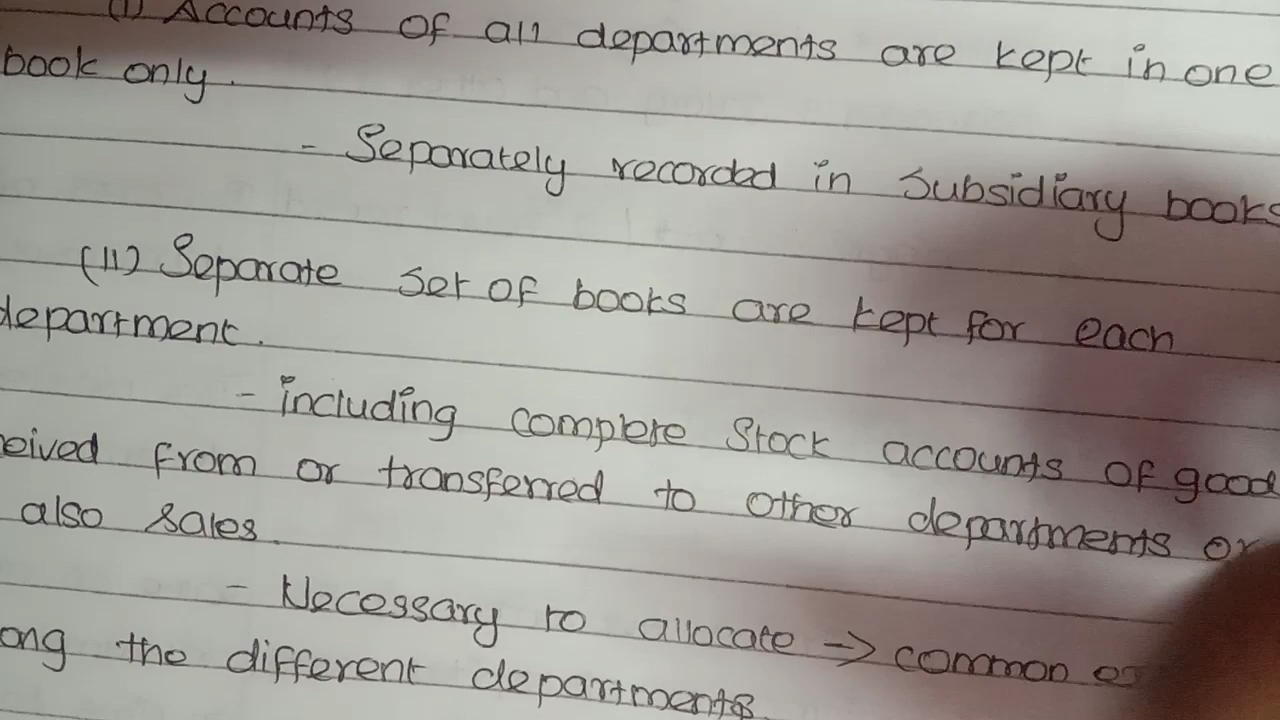 (I) Accounts of all departments are kept in one
book only.
- Separately recorded in Subsidiary books
(II) Separate set of books are kept for each
department.
- including complete Stock accounts of good
eived from or transferred to other departments or
also sales.
- Necessary to allocate → common
ong the different departments.